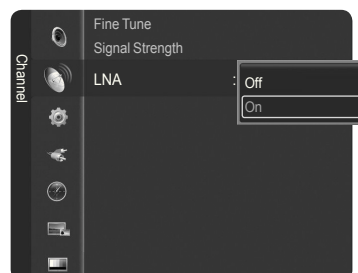 Channel
Fine Tune
Signal Strength
LNA : Off
On